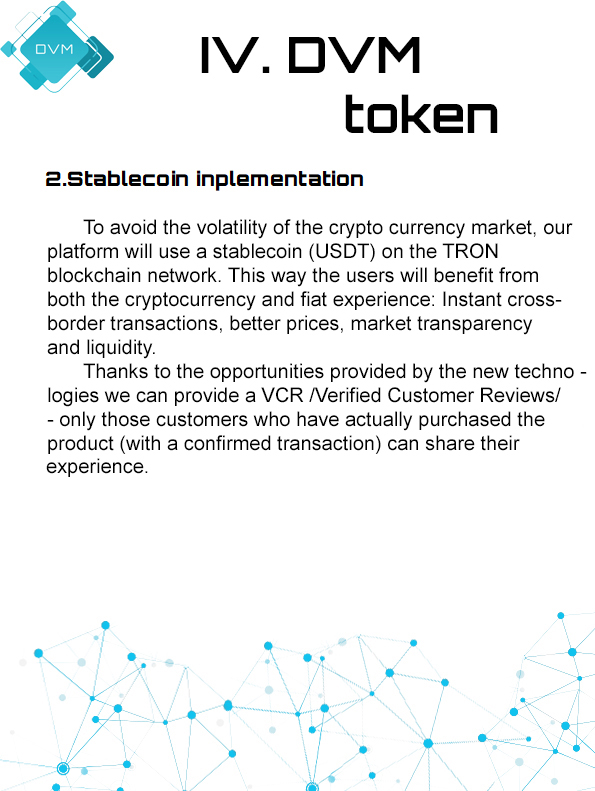 DVM
IV. DVM
token
2.Stablecoin inplementation
To avoid the volatility of the crypto currency market, our
platform will use a stablecoin (USDT) on the TRON
blockchain network. This way the users will benefit from
both the cryptocurrency and fiat experience: Instant cross-
border transactions, better prices, market transparency
and liquidity.
Thanks to the opportunities provided by the new techno -
logies we can provide a VCR /Verified Customer Reviews/
- only those customers who have actually purchased the
product (with a confirmed transaction) can share their
experience.